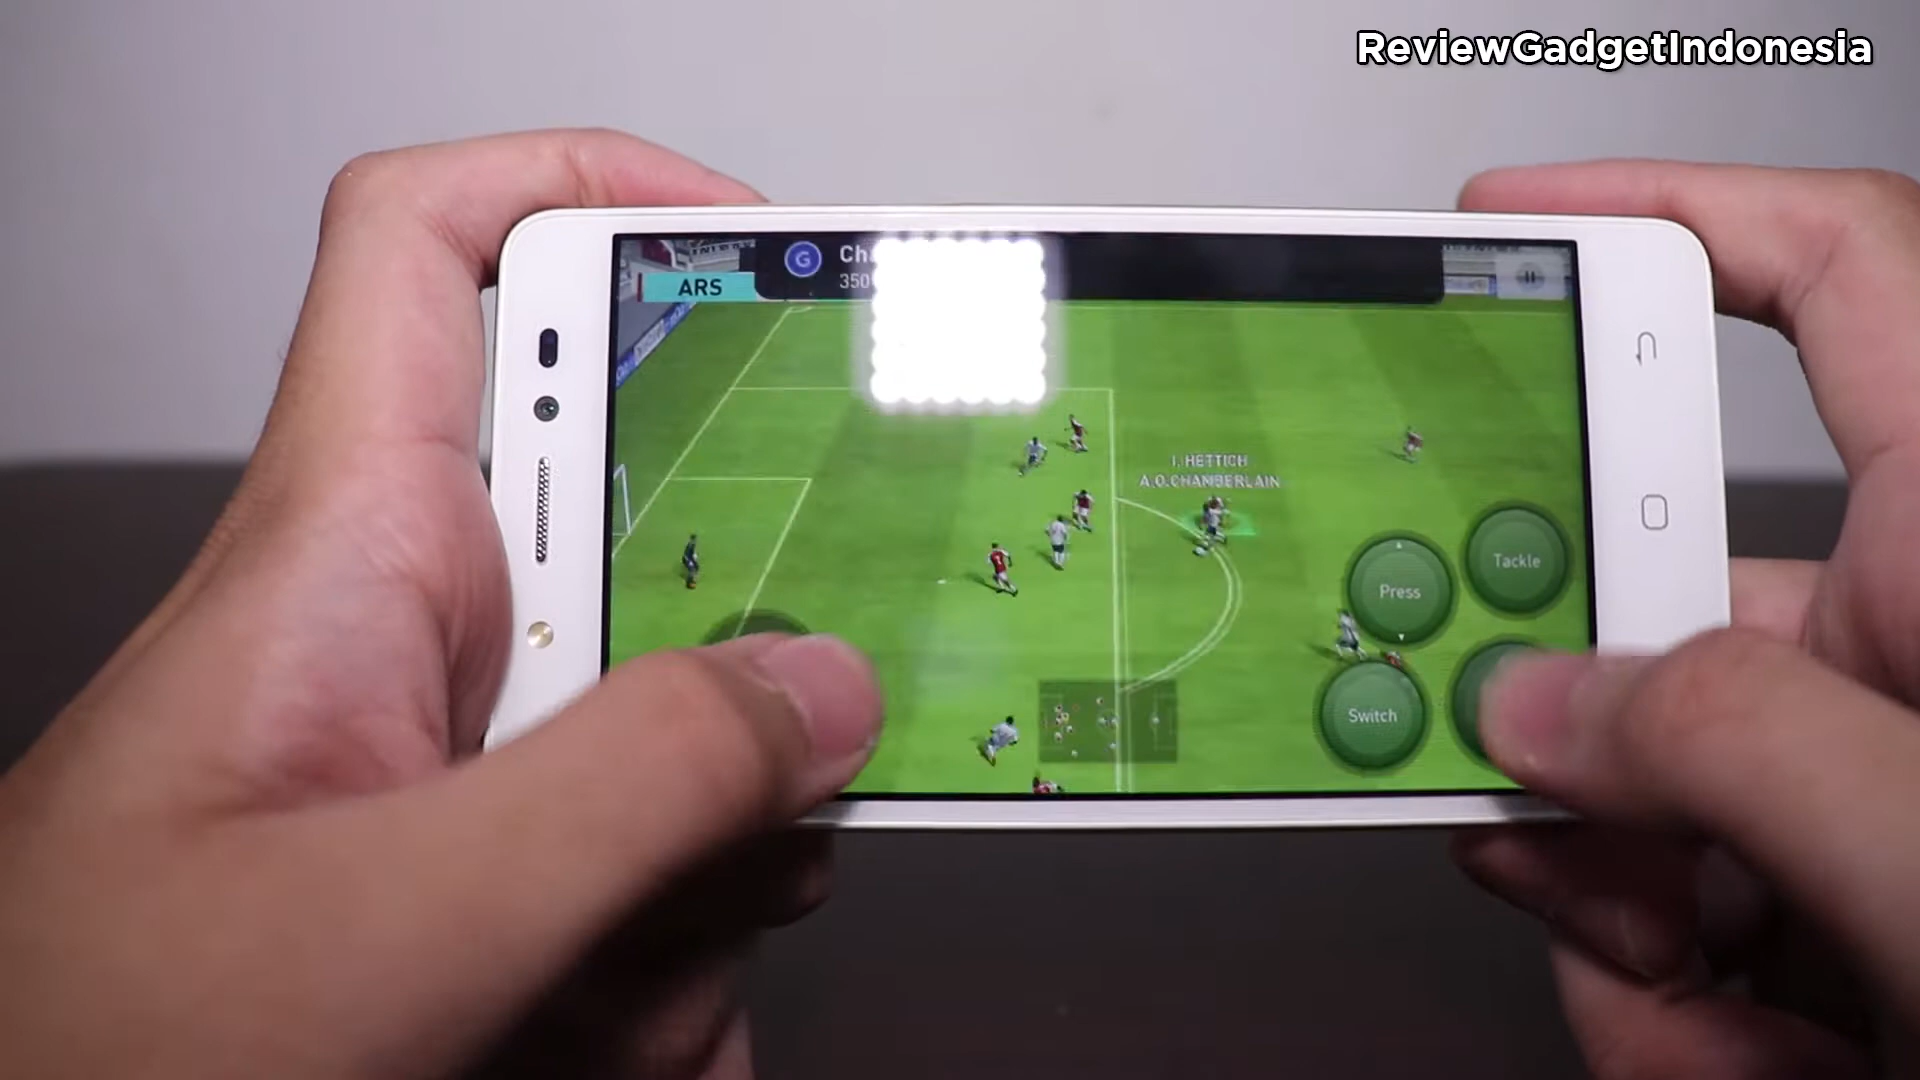 ReviewGadgetIndonesia
G
Ch
350
ARS
I. HETTICH
A.O.CHAMBERLAIN
Tackle
Press
Switch